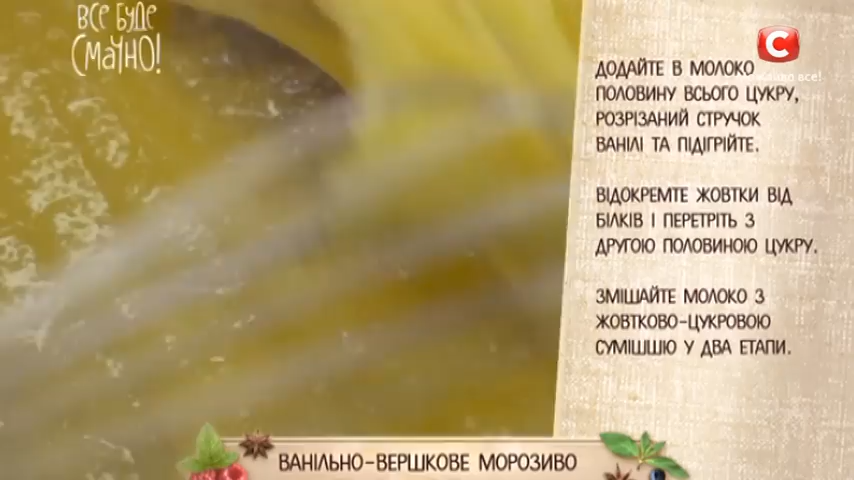 ВСЕ БУДЕ
СМАЧНО!
С
ДОДАЙТЕ В МОЛОКО
все!
ПОЛОВИНУ ВСЬОГО ЦУКРУ,
РОЗРІЗАНИЙ СТРУЧОК
ВАНІЛІ ТА ПІДІГРІЙТЕ.
ВІДОКРЕМТЕ ЖОВТКИ ВІД
БІЛКІВ І ПЕРЕТРІТЬ З
ДРУГОЮ ПОЛОВИНОЮ ЦУКРУ.
ЗМІШАЙТЕ МОЛОКО З
ЖОВТКОВО-ЦУКРОВОЮ
СУМІШШЮ У ДВА ЕТАПИ.
ВАНІЛЬНО-ВЕРШКОВЕ МОРОЗИВО